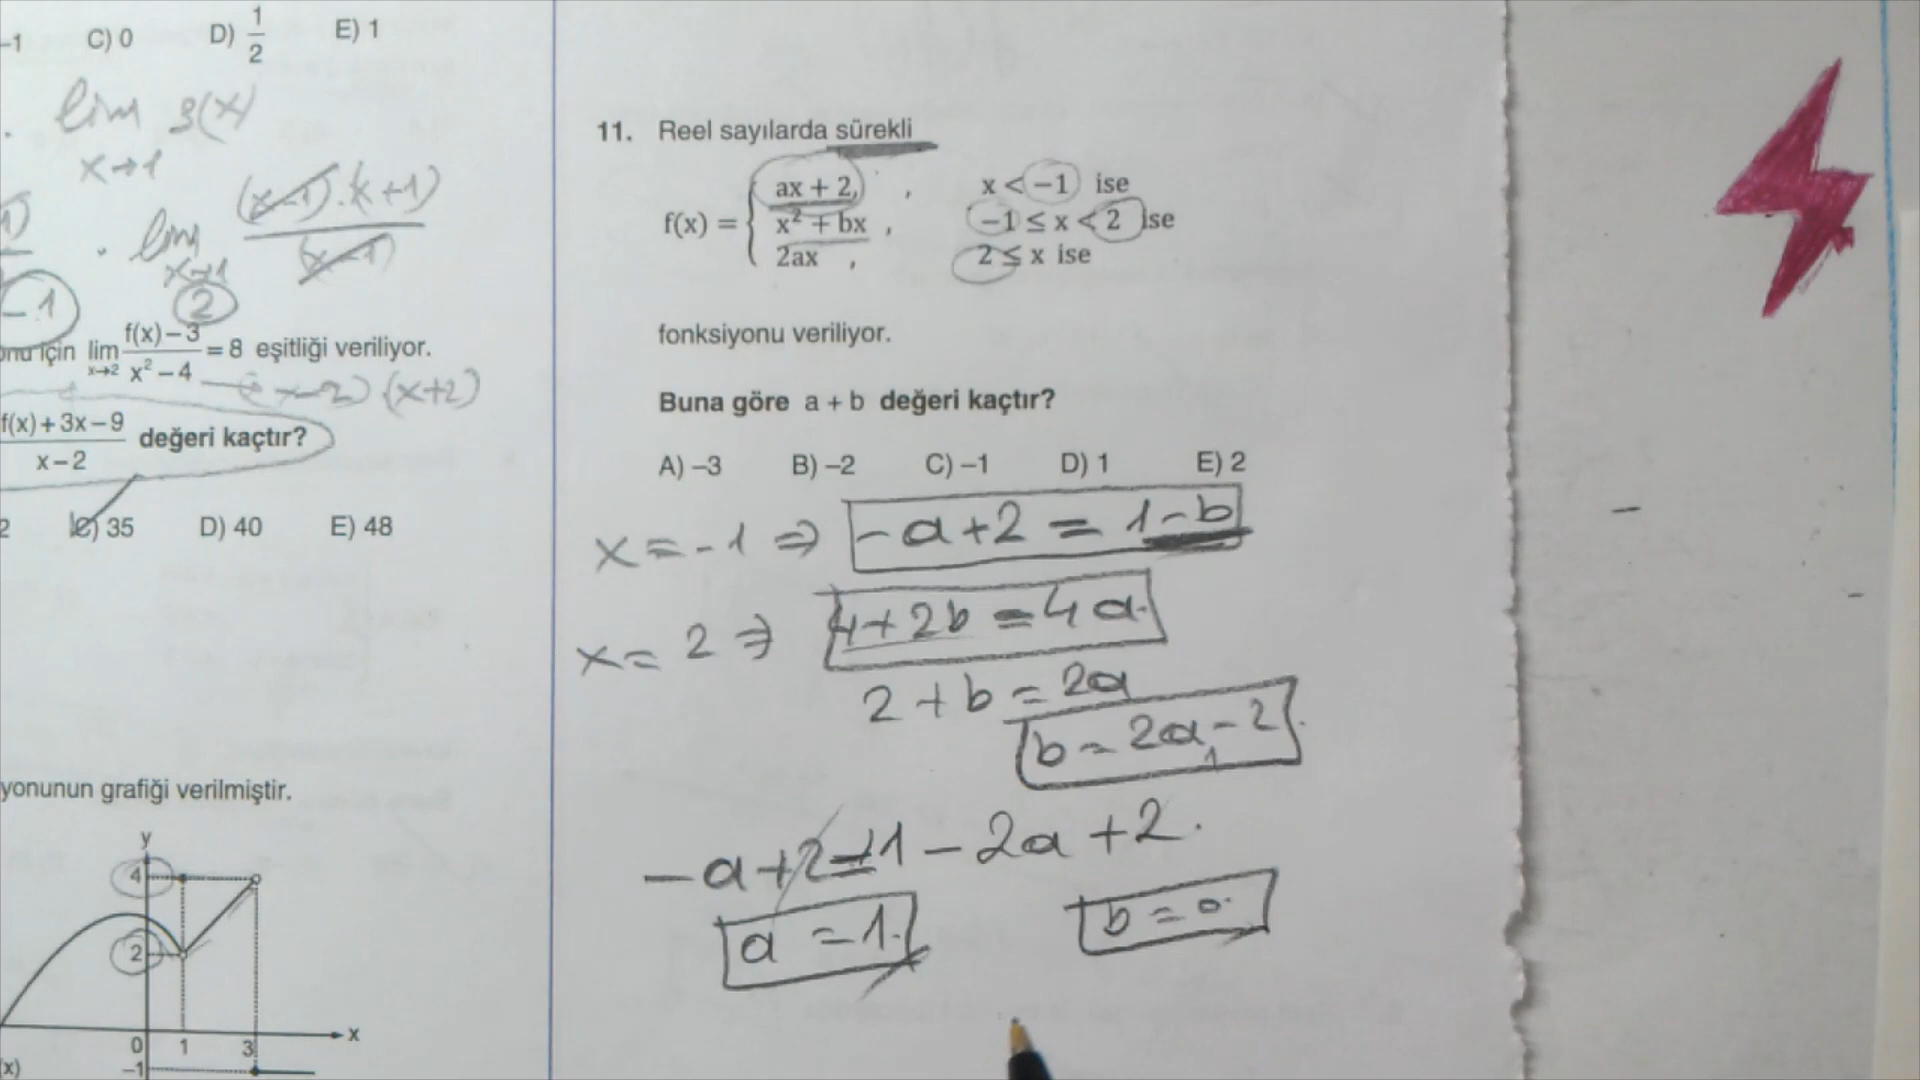 –1 C) 0 D) 1/2 E) 1
lim 3(x)
x→1
. lim (x-1).(x+1) / (x-1)
x→1
-1 2
için lim x→2 f(x) – 3 / x² – 4 = 8 eşitliği veriliyor.
(x-2) (x+2)
f(x) + 3x – 9 / x – 2 değeri kaçtır?
2 C) 35 D) 40 E) 48
yonunun grafiği verilmiştir.
y
4
2
0 1 3 x
–1
(x)
11. Reel sayılarda sürekli
f(x) = { ax + 2, , x < –1 ise
x² + bx , –1 ≤ x < 2 ise
2ax , 2 ≤ x ise
fonksiyonu veriliyor.
Buna göre a + b değeri kaçtır?
A) –3 B) –2 C) –1 D) 1 E) 2
x = -1 ⇒ -a+2 = 1-b
x = 2 ⇒ 4+2b = 4a
2 + b = 2a
b = 2a - 2
-a+2 = 1 - 2a + 2
a = 1 b = 0